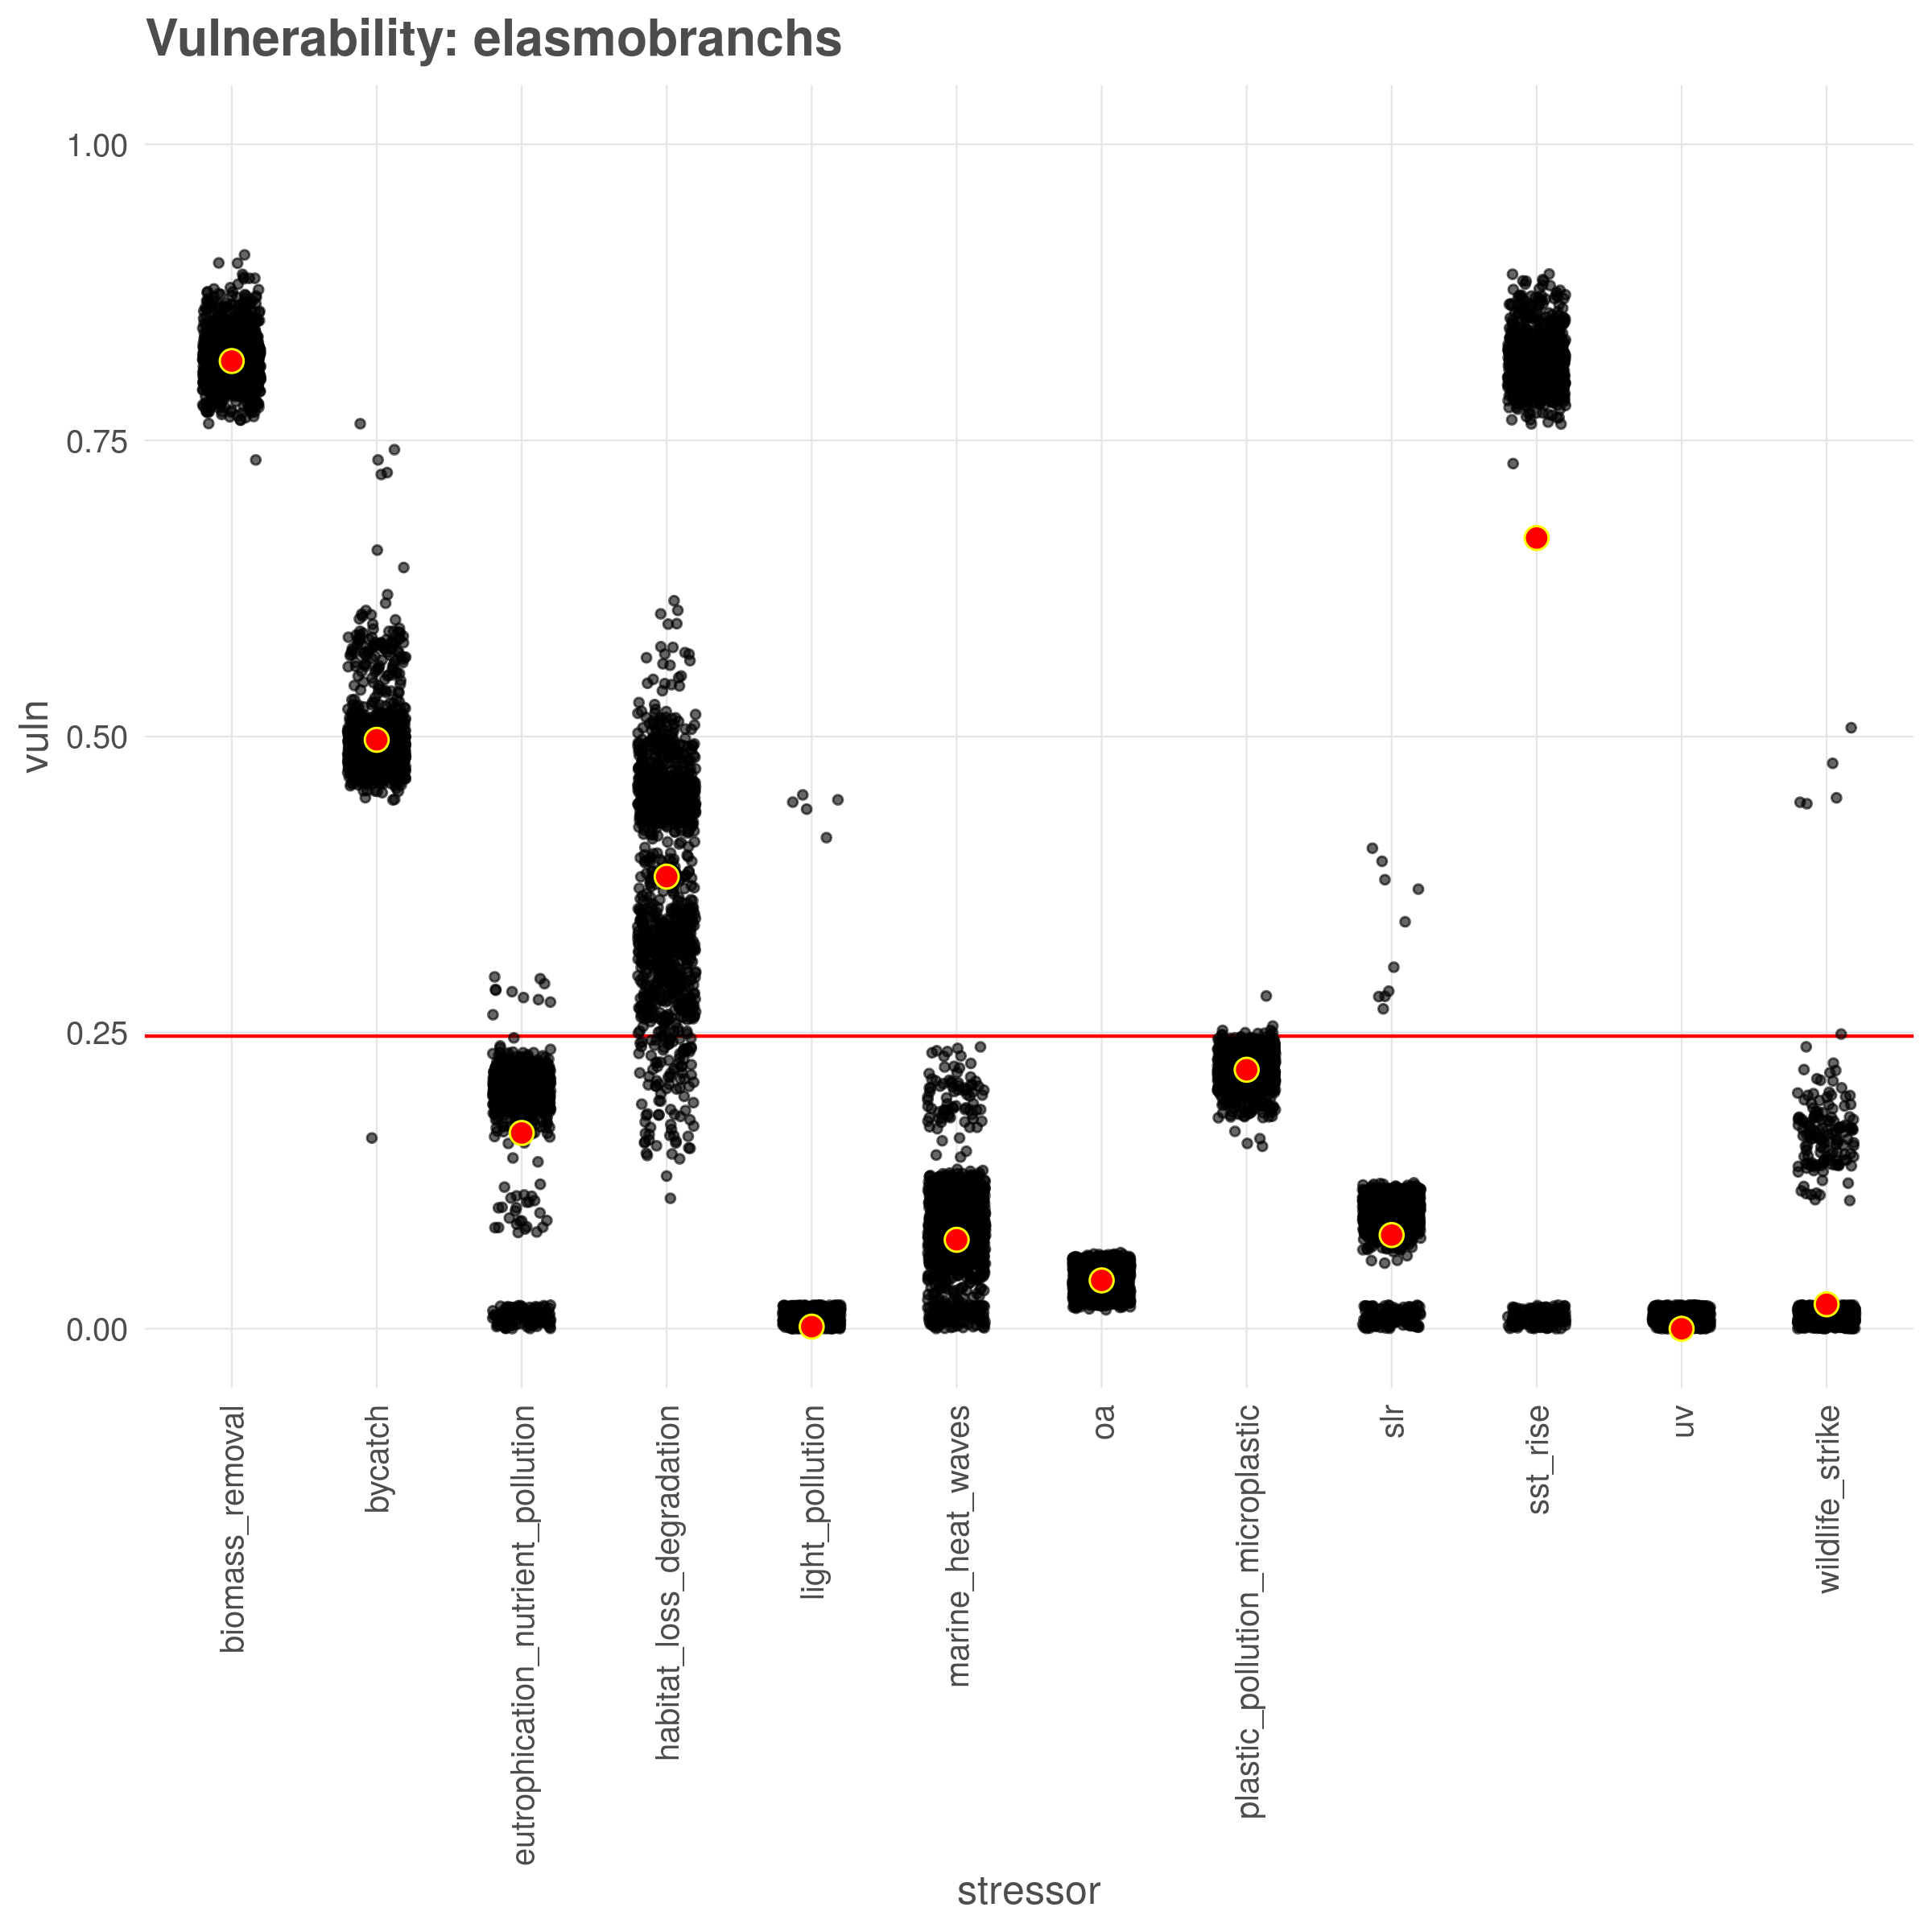 Vulnerability: elasmobranchs
1.00
0.75
0.50
0.25
0.00
vuln
biomass_removal
bycatch
eutrophication_nutrient_pollution
habitat_loss_degradation
light_pollution
marine_heat_waves
oa
plastic_pollution_microplastic
slr
sst_rise
uv
wildlife_strike
stressor